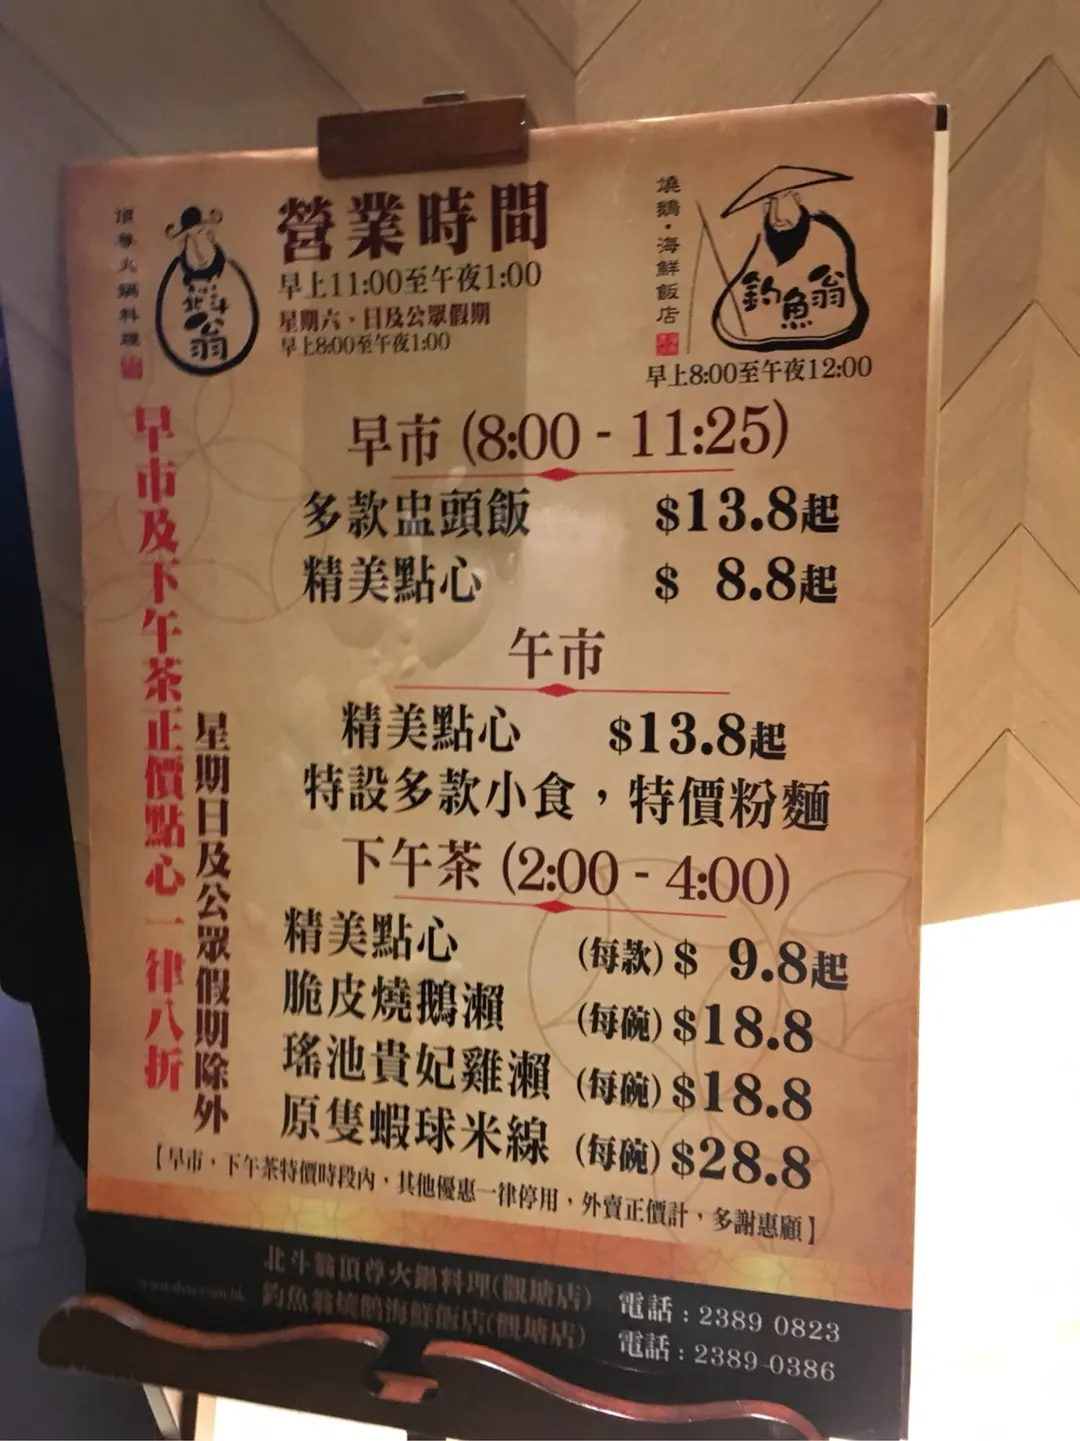 頂尊火鍋料理
北斗翁
營業時間
早上11:00至午夜1:00
星期六，日及公眾假期
早上8:00至午夜1:00
燒鵝·海鮮飯店
釣魚翁
早上8:00至午夜12:00
早市及下午茶正價點心一律八折
星期日及公眾假期除外
早市 (8:00 - 11:25)
多款盅頭飯 $13.8起
精美點心 $ 8.8起
午市
精美點心 $13.8起
特設多款小食，特價粉麵
下午茶 (2:00 - 4:00)
精美點心 (每款) $ 9.8起
脆皮燒鵝瀨 (每碗) $18.8
瑤池貴妃雞瀨 (每碗) $18.8
原隻蝦球米線 (每碗) $28.8
【早市，下午茶特價時段內，其他優惠一律停用，外賣正價計，多謝惠顧】
北斗翁頂尊火鍋料理(觀塘店) 電話 : 2389 0823
釣魚翁燒鵝海鮮飯店(觀塘店) 電話 : 2389-0386